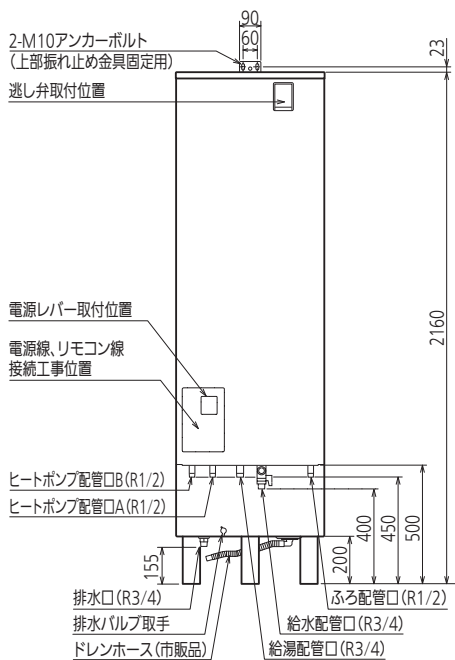 90
60
2-M10アンカーボルト
(上部振れ止め金具固定用)
23
逃し弁取付位置
2160
電源レバー取付位置
電源線、リモコン線
接続工事位置
ヒートポンプ配管口B(R1/2)
ヒートポンプ配管口A(R1/2)
155
200
400
450
500
排水口(R3/4)
ふろ配管口(R1/2)
排水バルブ取手
給水配管口(R3/4)
ドレンホース(市販品)
給湯配管口(R3/4)